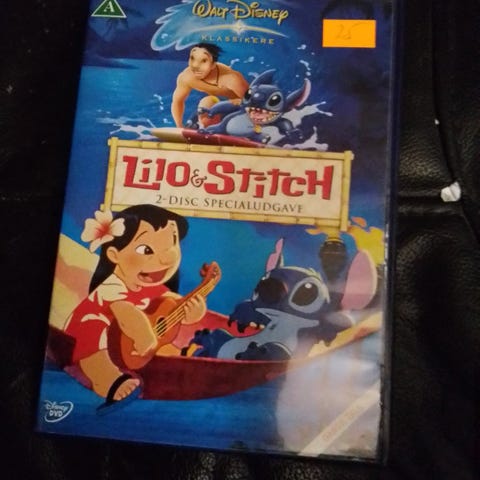 A
WALT DISNEY
KLASSIKERE
25
LILO & STITCH
2-DISC SPECIALUDGAVE
Disney
DVD